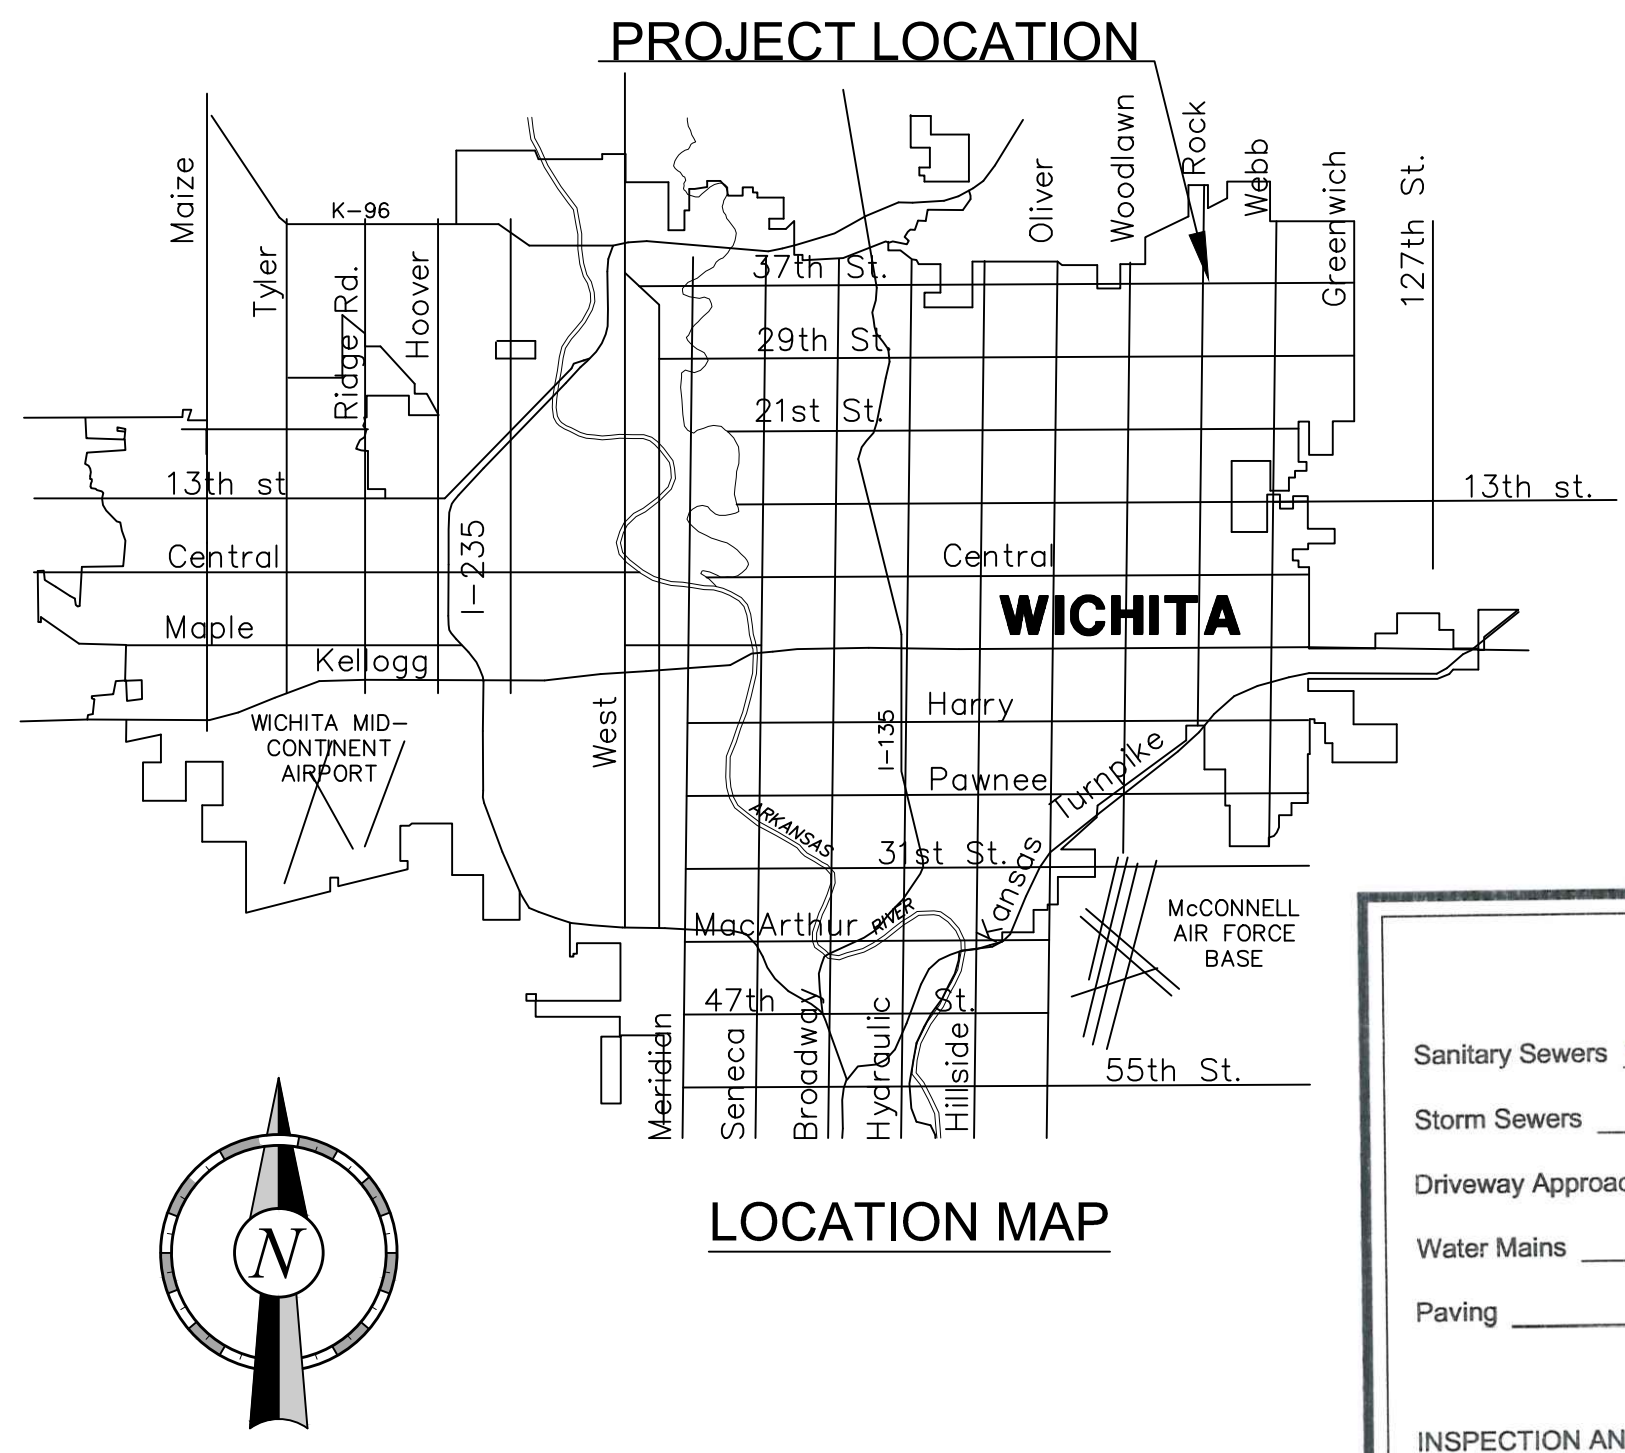 PROJECT LOCATION
Maize
Tyler
K-96
Ridge Rd.
Hoover
Oliver
Woodlawn
Rock
Webb
Greenwich
127th St.
37th St.
29th St.
21st St.
13th st
13th st.
Central
Central
I-235
WICHITA
Maple
Kellogg
West
Harry
I-135
WICHITA MID-
CONTINENT
AIRPORT
Pawnee
Kansas Turnpike
ARKANSAS
RIVER
31st St.
MacArthur
McCONNELL
AIR FORCE
BASE
47th St.
55th St.
Meridian
Seneca
Broadway
Hydraulic
Hillside
N
LOCATION MAP
Sanitary Sewers
Storm Sewers
Driveway Approac
Water Mains
Paving
INSPECTION AN